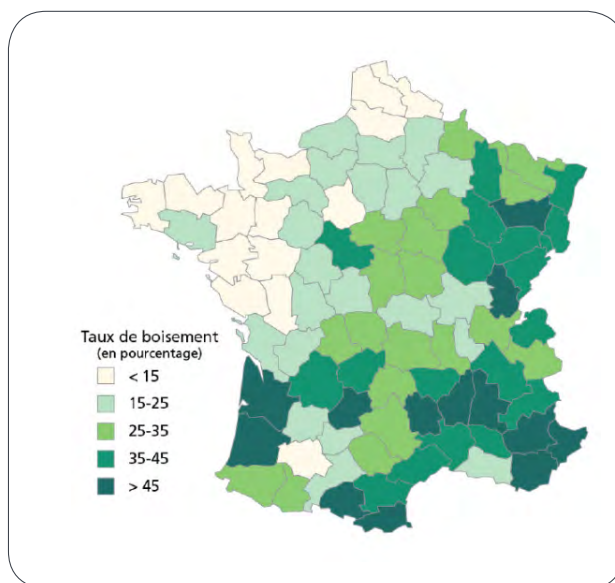 Taux de boisement
(en pourcentage)
< 15
15-25
25-35
35-45
> 45